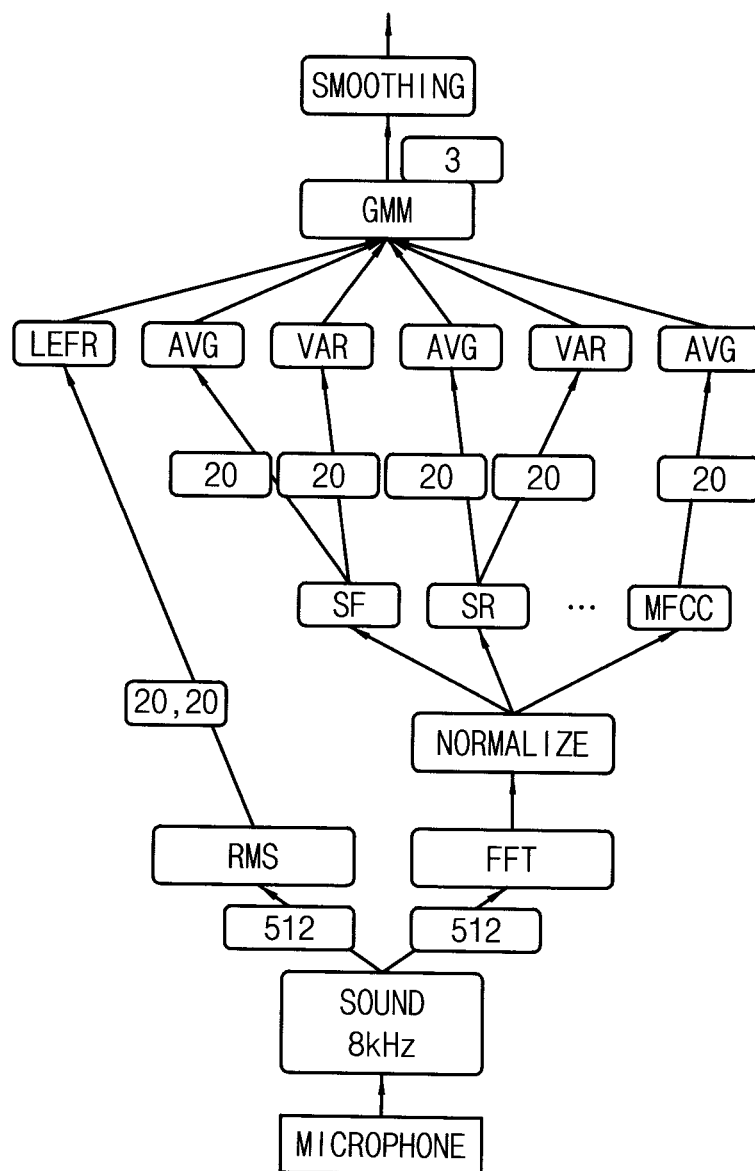 SMOOTHING
3
GMM
LEFR AVG VAR AVG VAR AVG
20 20 20 20 20
SF SR ... MFCC
20,20
NORMALIZE
RMS FFT
512 512
SOUND
8kHz
MICROPHONE